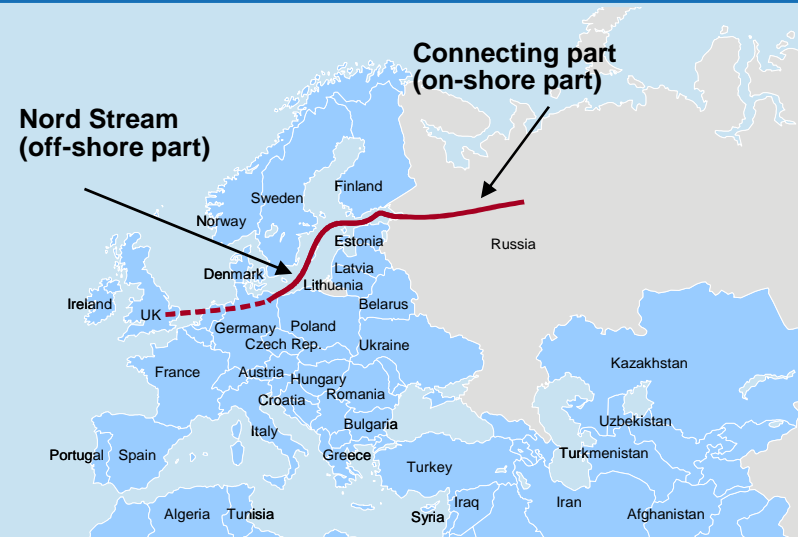 Connecting part
(on-shore part)
Nord Stream
(off-shore part)
Finland
Sweden
Norway
Estonia
Russia
Latvia
Denmark
Lithuania
Ireland
UK
Belarus
Germany
Poland
Czech Rep.
Ukraine
France
Austria
Hungary
Kazakhstan
Croatia
Romania
Bulgaria
Uzbekistan
Italy
Portugal
Spain
Greece
Turkey
Turkmenistan
Iraq
Iran
Algeria
Tunisia
Syria
Afghanistan